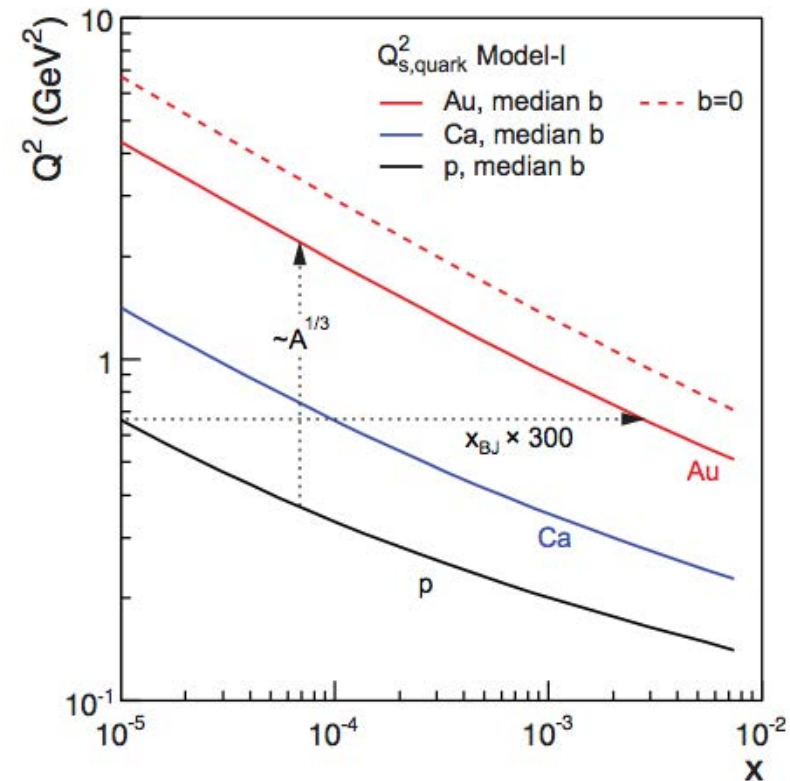 Q² (GeV²)
10
1
10⁻¹
Q²s,quark Model-I
Au, median b
b=0
Ca, median b
p, median b
~A^1/3
xBJ × 300
Au
Ca
p
10⁻⁵
10⁻⁴
10⁻³
10⁻²
x